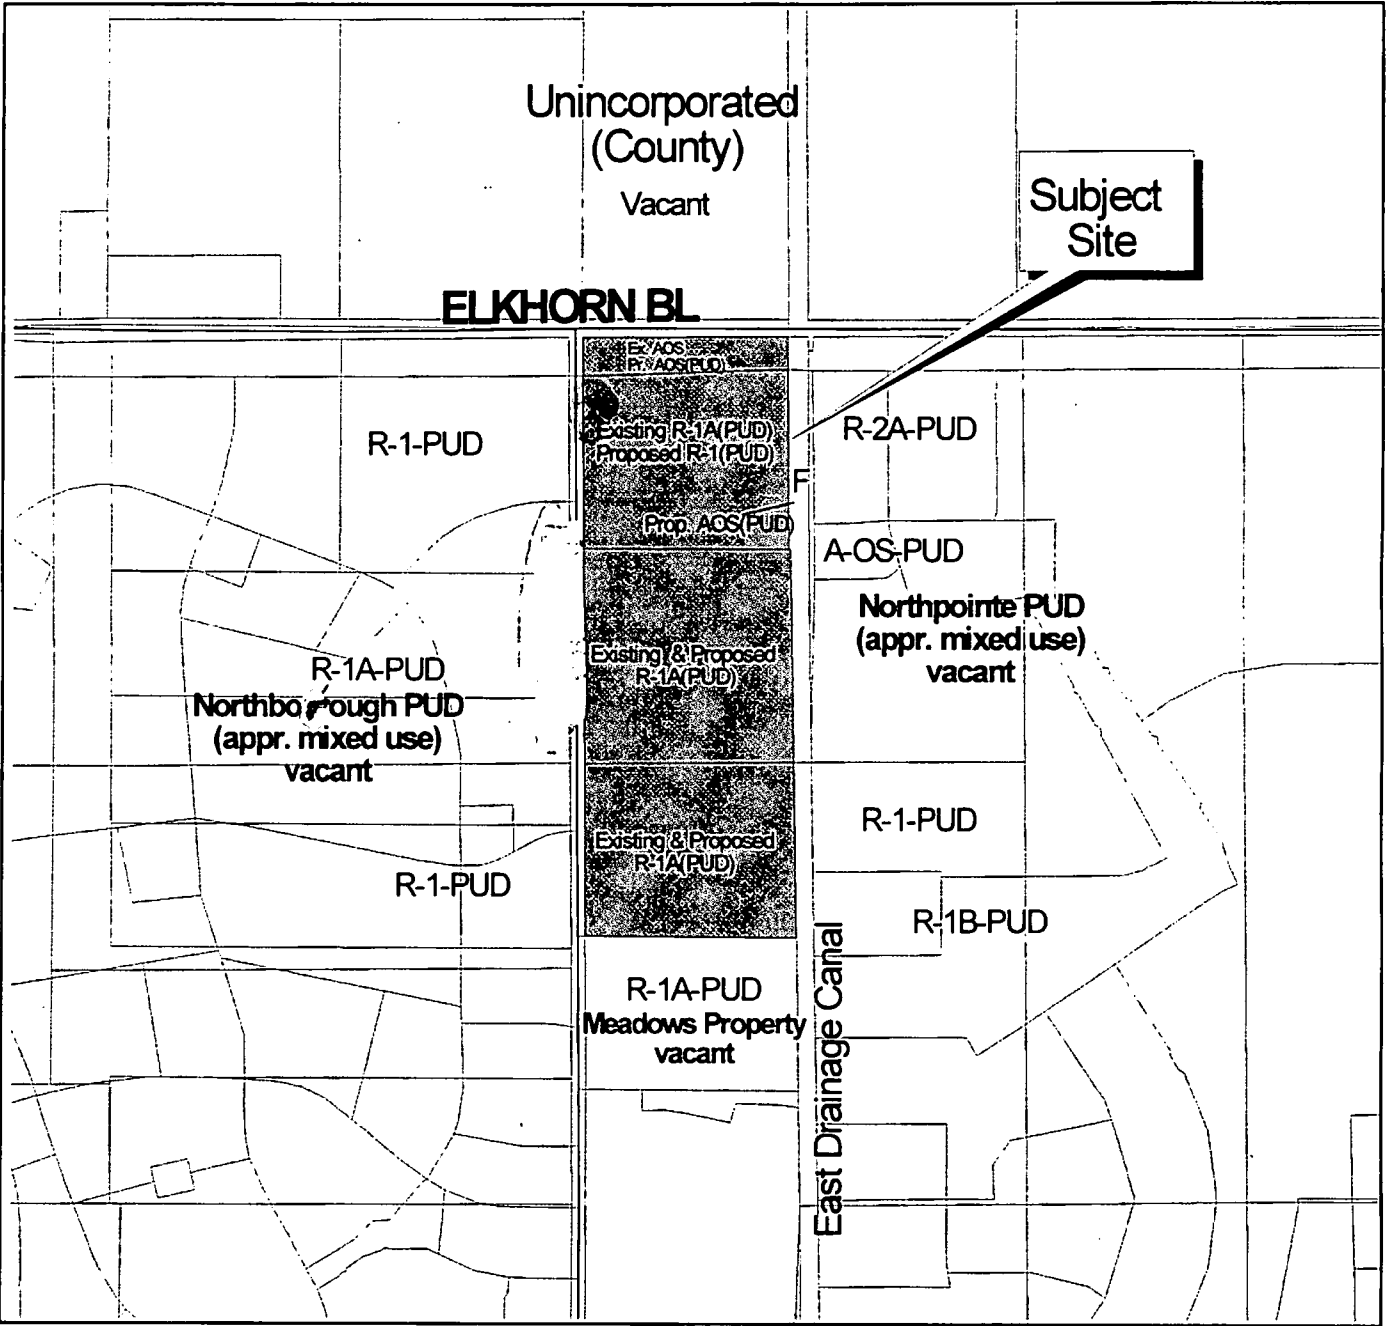 Unincorporated
(County)
Vacant
Subject
Site
ELKHORN BL
Ex. AOS
Pr. AOS(PUD)
R-1-PUD
Existing R-1A(PUD)
Proposed R-1(PUD)
R-2A-PUD
F
Prop. AOS(PUD)
A-OS-PUD
Northpointe PUD
(appr. mixed use)
vacant
Existing & Proposed
R-1A(PUD)
R-1A-PUD
Northborough PUD
(appr. mixed use)
vacant
R-1-PUD
Existing & Proposed
R-1A(PUD)
R-1-PUD
R-1B-PUD
R-1A-PUD
Meadows Property
vacant
East Drainage Canal